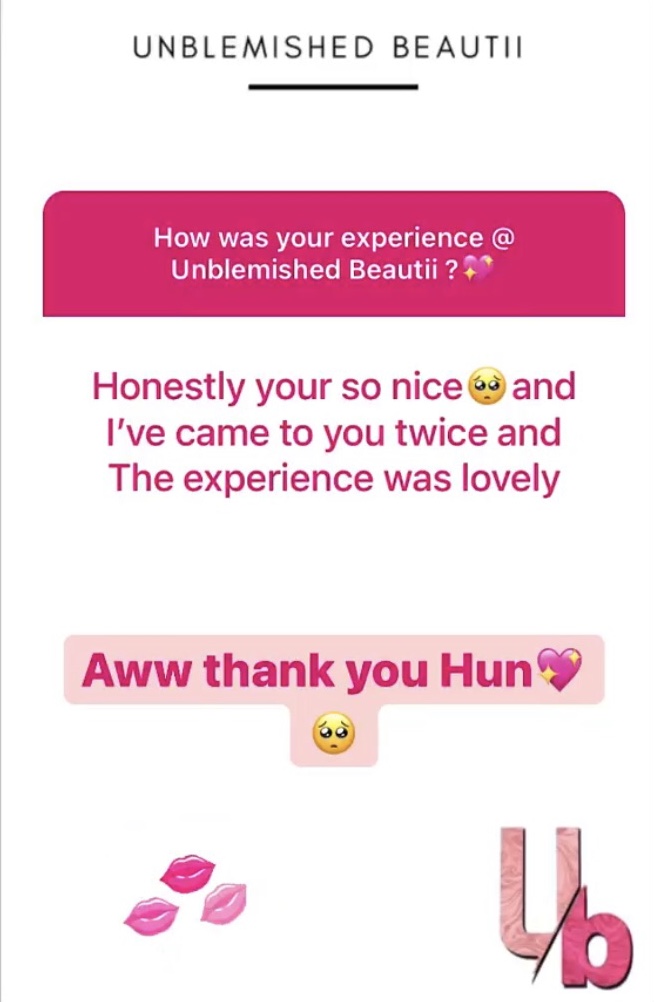 UNBLEMISHED BEAUTII
How was your experience @
Unblemished Beautii ?💖
Honestly your so nice🥺and
I've came to you twice and
The experience was lovely
Aww thank you Hun💖
🥺
Ub